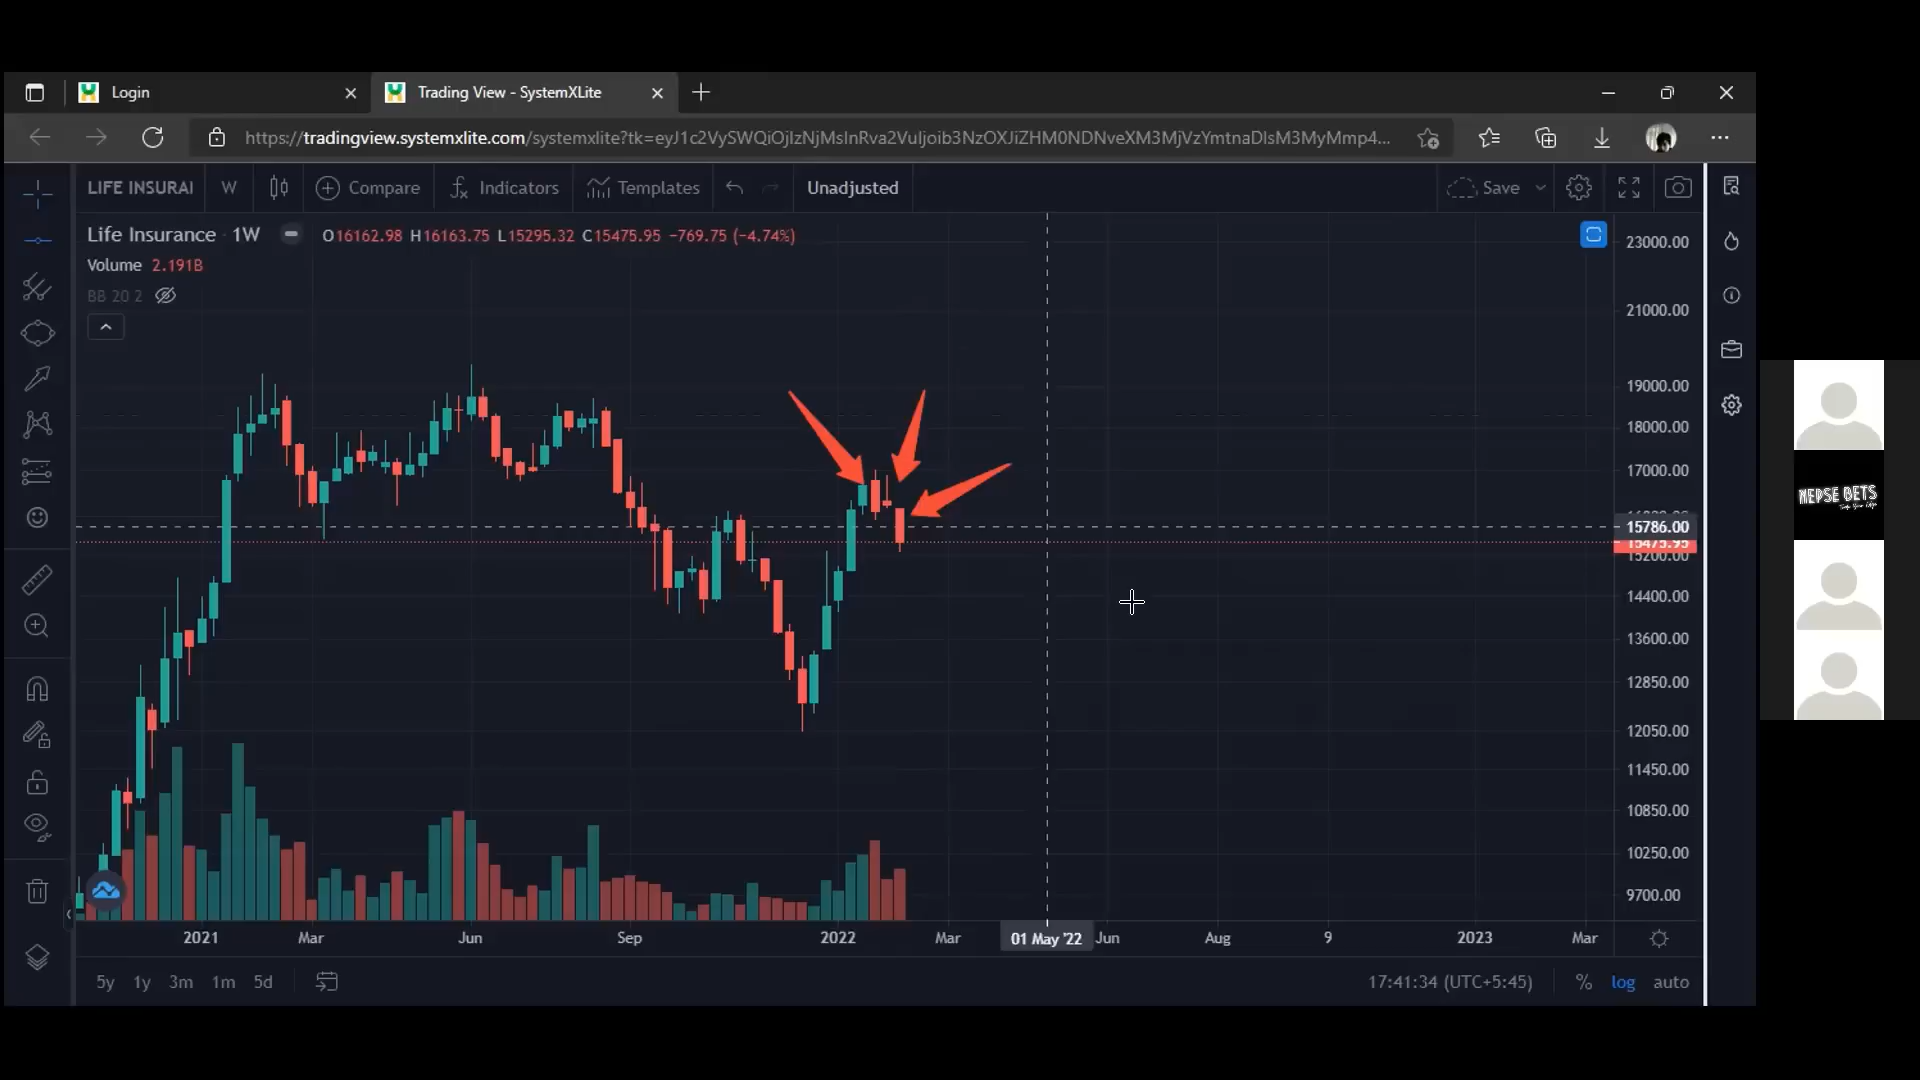 Login
Trading View - SystemXLite
https://tradingview.systemxlite.com/systemxlite?tk=eyJ1c2VySWQiOjIzNjMsInRva2VuIjoib3NzOXJiZHM0NDNveXM3MjVzYmtnaDlsM3MyMmp4...
LIFE INSURAI W Compare Indicators Templates Unadjusted Save
Life Insurance · 1W O16162.98 H16163.75 L15295.32 C15475.95 −769.75 (−4.74%)
Volume 2.191B
BB 20 2
23000.00
21000.00
19000.00
18000.00
17000.00
15786.00
15475.95
15200.00
14400.00
13600.00
12850.00
12050.00
11450.00
10850.00
10250.00
9700.00
2021 Mar Jun Sep 2022 Mar 01 May '22 Jun Aug 9 2023 Mar
5y 1y 3m 1m 5d 17:41:34 (UTC+5:45) % log auto
NEPSE BETS